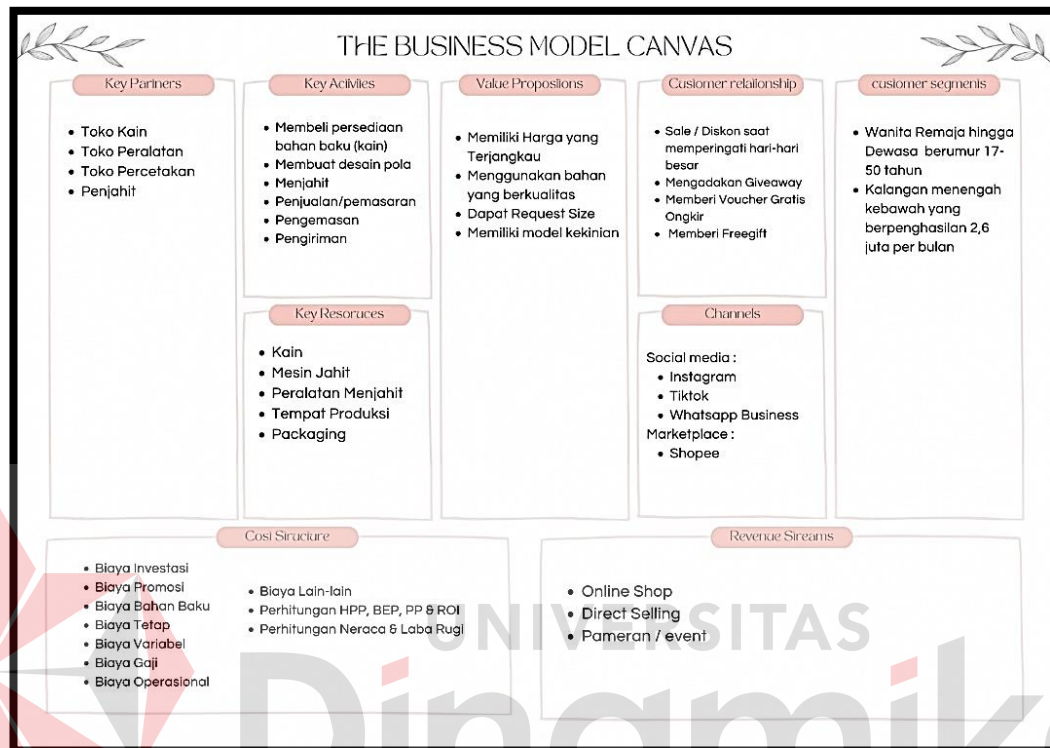 THE BUSINESS MODEL CANVAS
Key Partners
• Toko Kain
• Toko Peralatan
• Toko Percetakan
• Penjahit
Key Activities
• Membeli persediaan
bahan baku (kain)
• Membuat desain pola
• Menjahit
• Penjualan/pemasaran
• Pengemasan
• Pengiriman
Key Resoruces
• Kain
• Mesin Jahit
• Peralatan Menjahit
• Tempat Produksi
• Packaging
Value Propositions
• Memiliki Harga yang
Terjangkau
• Menggunakan bahan
yang berkualitas
• Dapat Request Size
• Memiliki model kekinian
Customer relationship
• Sale / Diskon saat
memperingati hari-hari
besar
• Mengadakan Giveaway
• Memberi Voucher Gratis
Ongkir
• Memberi Freegift
Channels
Social media :
• Instagram
• Tiktok
• Whatsapp Business
Marketplace :
• Shopee
customer segments
• Wanita Remaja hingga
Dewasa berumur 17-
50 tahun
• Kalangan menengah
kebawah yang
berpenghasilan 2,6
juta per bulan
Cost Structure
• Biaya Investasi
• Biaya Promosi
• Biaya Bahan Baku
• Biaya Tetap
• Biaya Variabel
• Biaya Gaji
• Biaya Operasional
• Biaya Lain-lain
• Perhitungan HPP, BEP, PP & ROI
• Perhitungan Neraca & Laba Rugi
Revenue Streams
• Online Shop
• Direct Selling
• Pameran / event
UNIVERSITAS
Dinamika